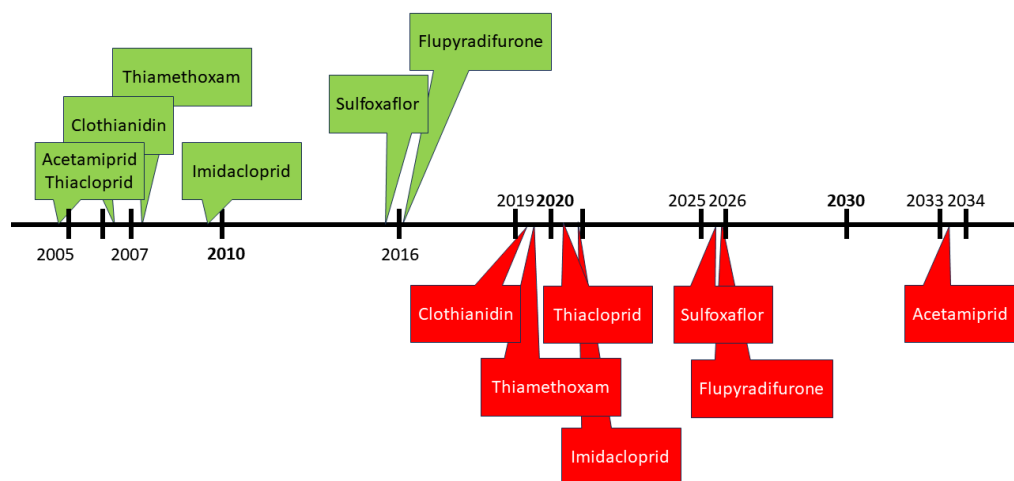 Flupyradifurone
Thiamethoxam
Sulfoxaflor
Clothianidin
Acetamiprid
Thiacloprid
Imidacloprid
2019 2020 2025 2026 2030 2033 2034
2005 2007 2010 2016
Clothianidin Thiacloprid Sulfoxaflor Acetamiprid
Thiamethoxam Flupyradifurone
Imidacloprid